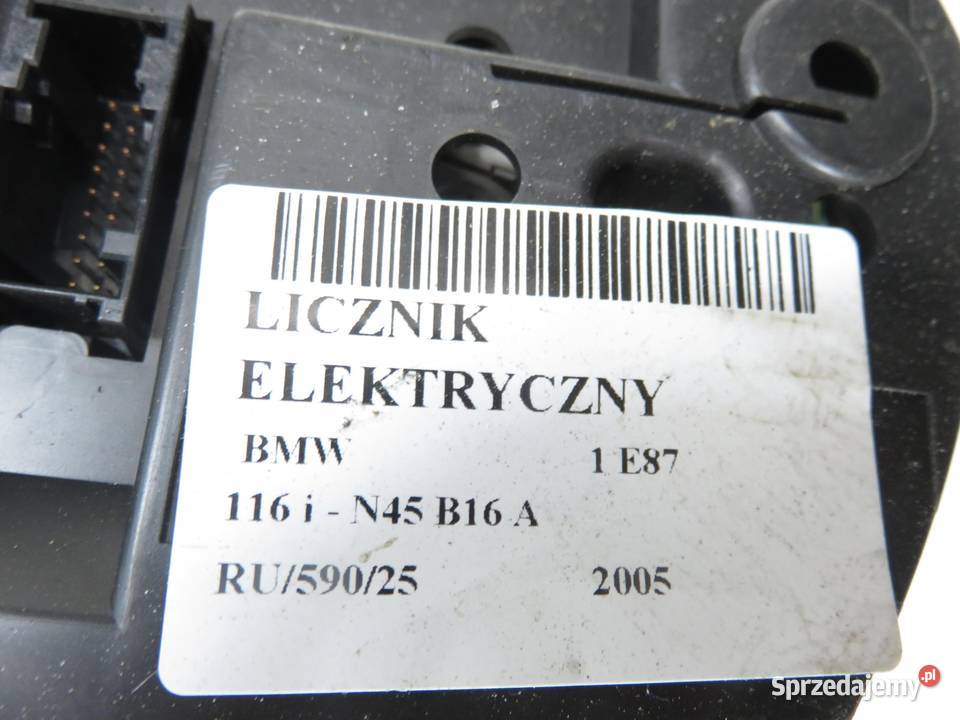 LICZNIK
ELEKTRYCZNY
BMW 1 E87
116 i - N45 B16 A
RU/590/25 2005
Sprzedajemy.pl